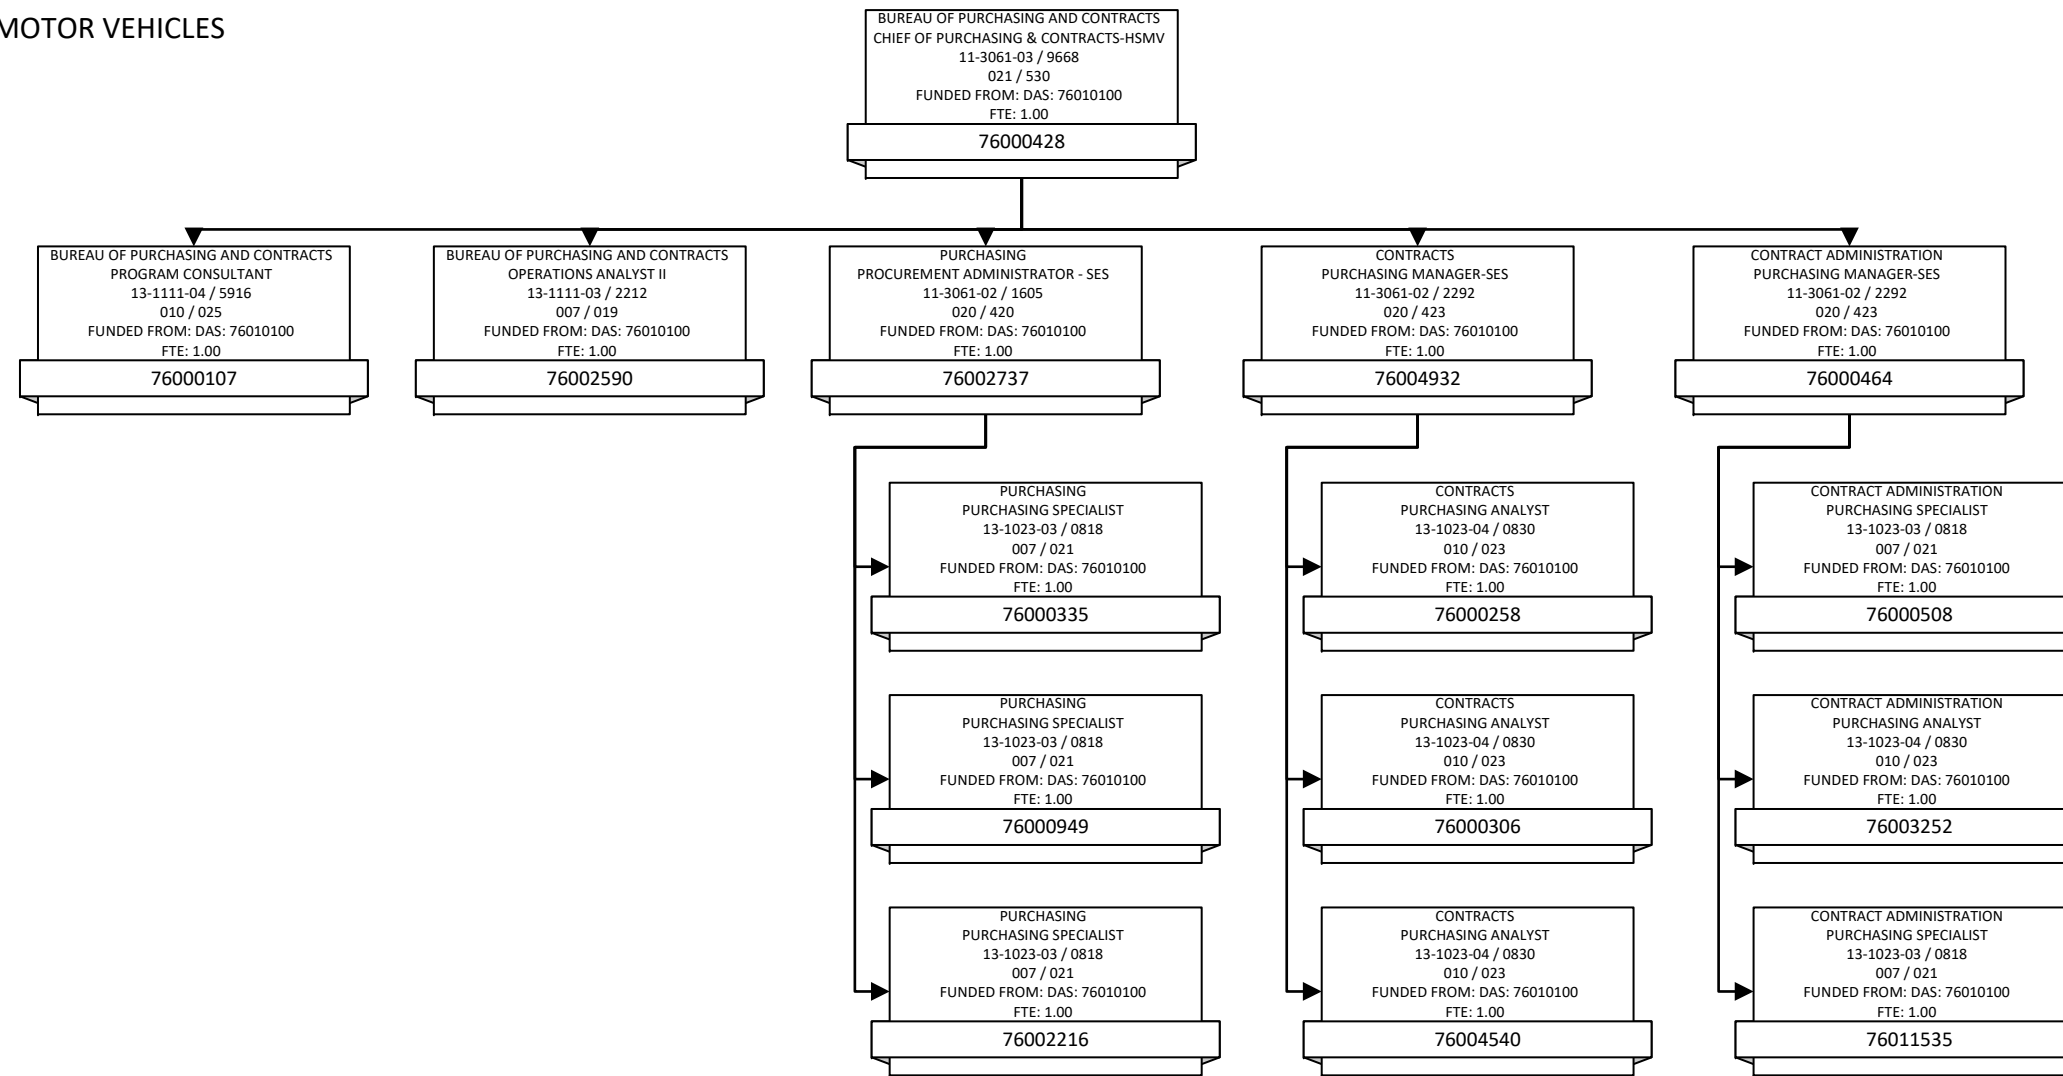 MOTOR VEHICLES
BUREAU OF PURCHASING AND CONTRACTS
CHIEF OF PURCHASING & CONTRACTS-HSMV
11-3061-03 / 9668
021 / 530
FUNDED FROM: DAS: 76010100
FTE: 1.00
76000428
BUREAU OF PURCHASING AND CONTRACTS
PROGRAM CONSULTANT
13-1111-04 / 5916
010 / 025
FUNDED FROM: DAS: 76010100
FTE: 1.00
76000107
BUREAU OF PURCHASING AND CONTRACTS
OPERATIONS ANALYST II
13-1111-03 / 2212
007 / 019
FUNDED FROM: DAS: 76010100
FTE: 1.00
76002590
PURCHASING
PROCUREMENT ADMINISTRATOR - SES
11-3061-02 / 1605
020 / 420
FUNDED FROM: DAS: 76010100
FTE: 1.00
76002737
CONTRACTS
PURCHASING MANAGER-SES
11-3061-02 / 2292
020 / 423
FUNDED FROM: DAS: 76010100
FTE: 1.00
76004932
CONTRACT ADMINISTRATION
PURCHASING MANAGER-SES
11-3061-02 / 2292
020 / 423
FUNDED FROM: DAS: 76010100
FTE: 1.00
76000464
PURCHASING
PURCHASING SPECIALIST
13-1023-03 / 0818
007 / 021
FUNDED FROM: DAS: 76010100
FTE: 1.00
76000335
CONTRACTS
PURCHASING ANALYST
13-1023-04 / 0830
010 / 023
FUNDED FROM: DAS: 76010100
FTE: 1.00
76000258
CONTRACT ADMINISTRATION
PURCHASING SPECIALIST
13-1023-03 / 0818
007 / 021
FUNDED FROM: DAS: 76010100
FTE: 1.00
76000508
PURCHASING
PURCHASING SPECIALIST
13-1023-03 / 0818
007 / 021
FUNDED FROM: DAS: 76010100
FTE: 1.00
76000949
CONTRACTS
PURCHASING ANALYST
13-1023-04 / 0830
010 / 023
FUNDED FROM: DAS: 76010100
FTE: 1.00
76000306
CONTRACT ADMINISTRATION
PURCHASING ANALYST
13-1023-04 / 0830
010 / 023
FUNDED FROM: DAS: 76010100
FTE: 1.00
76003252
PURCHASING
PURCHASING SPECIALIST
13-1023-03 / 0818
007 / 021
FUNDED FROM: DAS: 76010100
FTE: 1.00
76002216
CONTRACTS
PURCHASING ANALYST
13-1023-04 / 0830
010 / 023
FUNDED FROM: DAS: 76010100
FTE: 1.00
76004540
CONTRACT ADMINISTRATION
PURCHASING SPECIALIST
13-1023-03 / 0818
007 / 021
FUNDED FROM: DAS: 76010100
FTE: 1.00
76011535